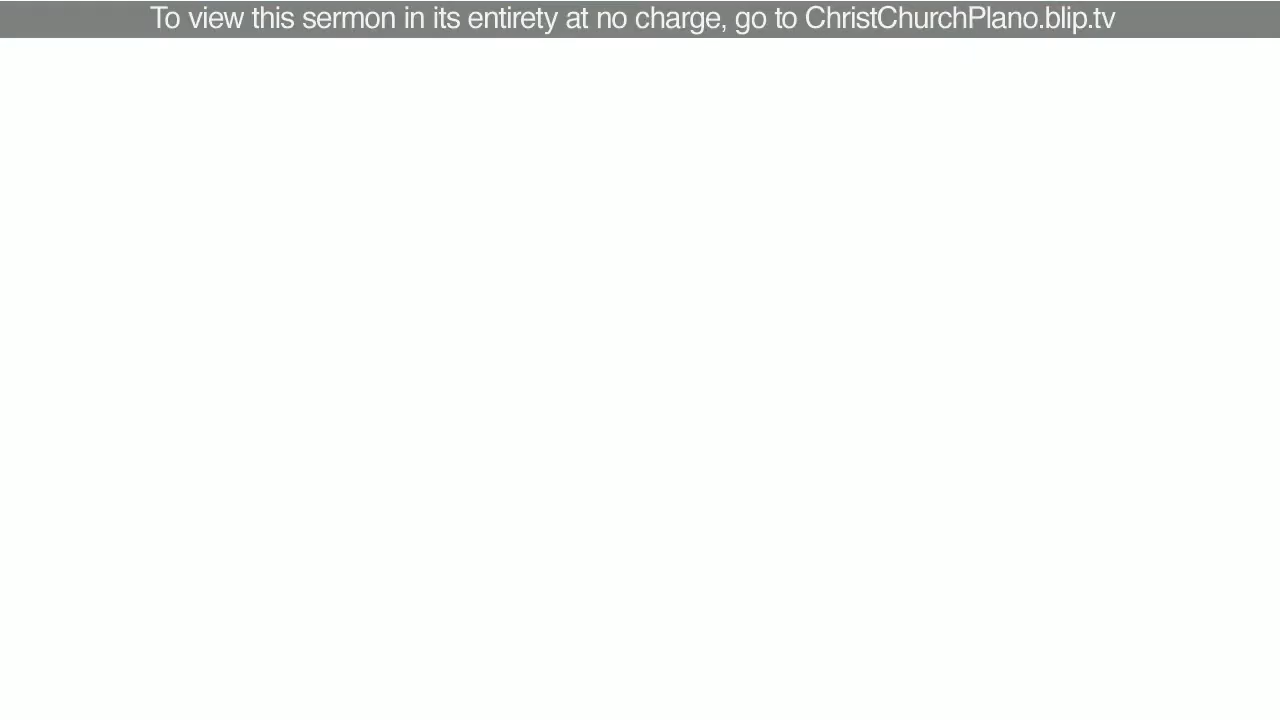 To view this sermon in its entirety at no charge, go to ChristChurchPlano.blip.tv